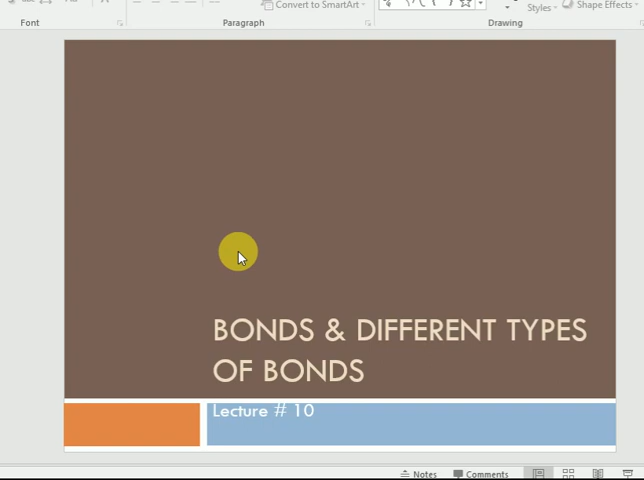 Convert to SmartArt
Styles
Shape Effects
Font
Paragraph
Drawing
BONDS & DIFFERENT TYPES
OF BONDS
Lecture # 10
Notes
Comments